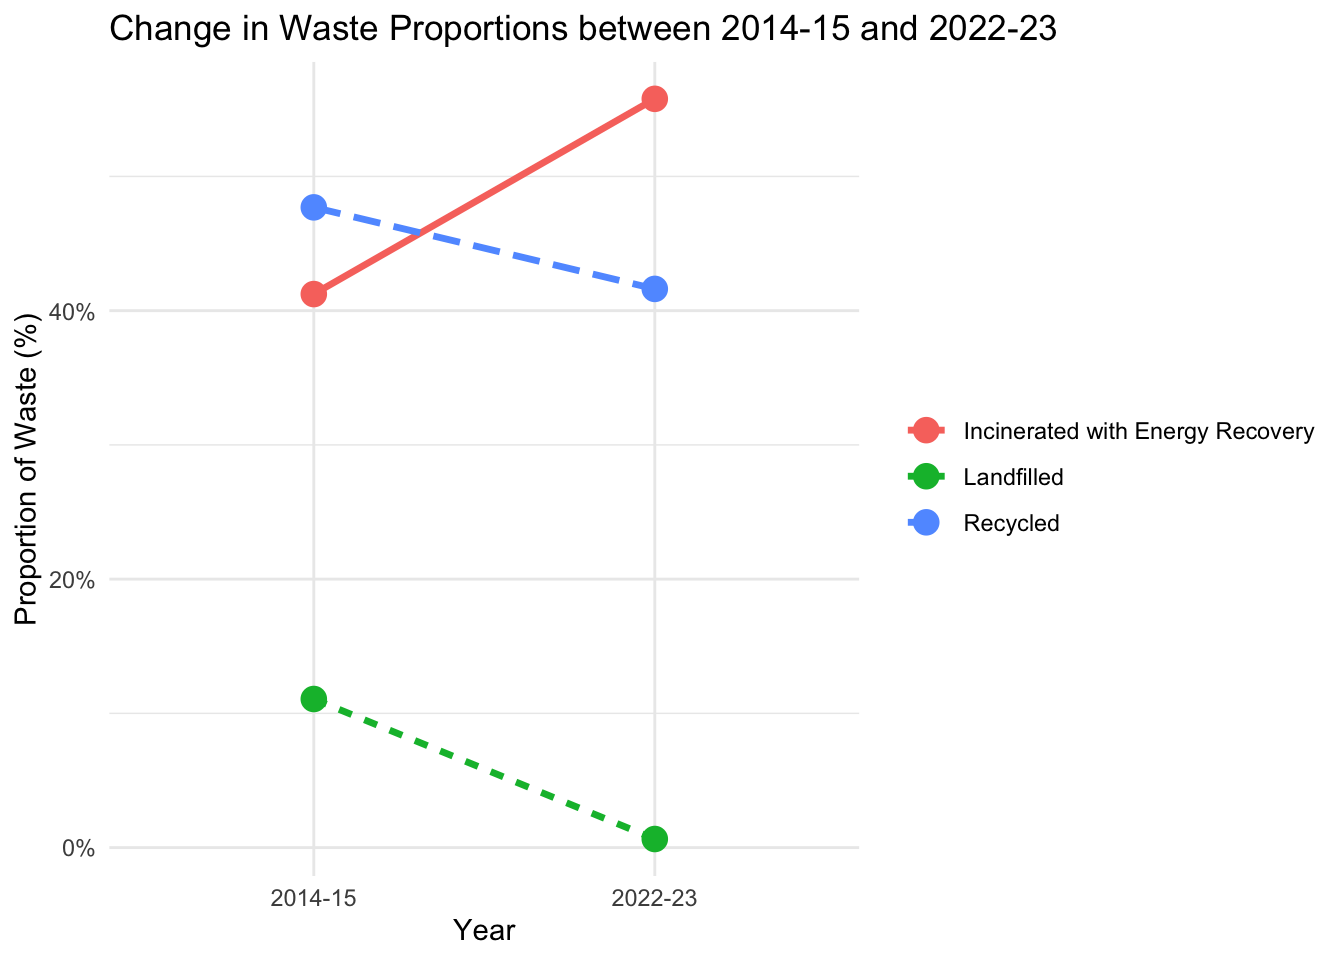 Change in Waste Proportions between 2014-15 and 2022-23
Proportion of Waste (%)
40%
20%
0%
2014-15
2022-23
Year
Incinerated with Energy Recovery
Landfilled
Recycled